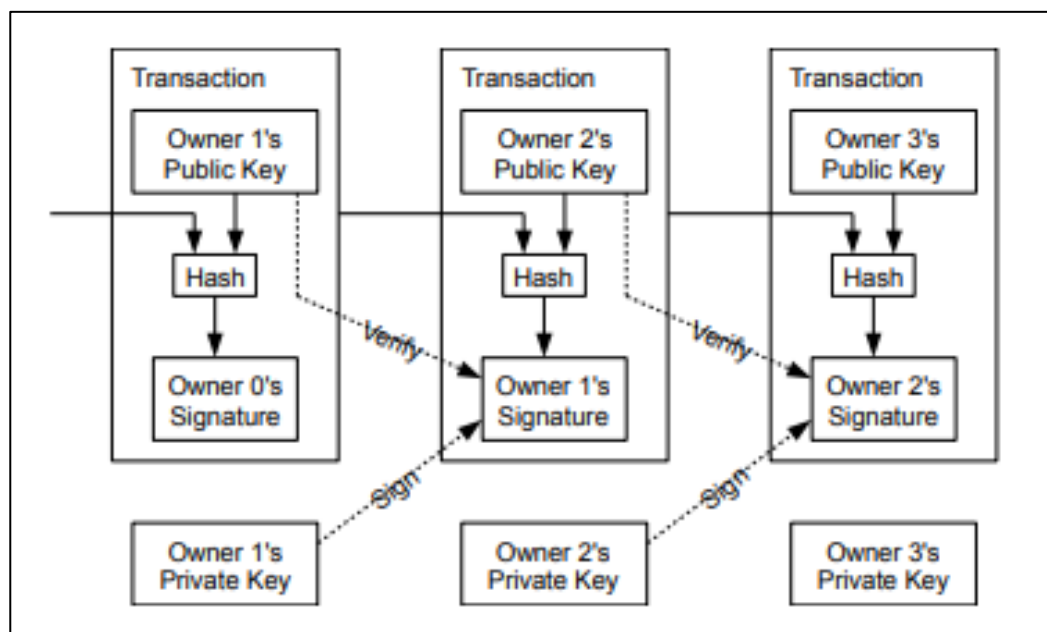 Transaction
Owner 1's
Public Key
Hash
Owner 0's
Signature
Transaction
Owner 2's
Public Key
Hash
Verify
Owner 1's
Signature
Transaction
Owner 3's
Public Key
Hash
Verify
Owner 2's
Signature
Sign
Sign
Owner 1's
Private Key
Owner 2's
Private Key
Owner 3's
Private Key